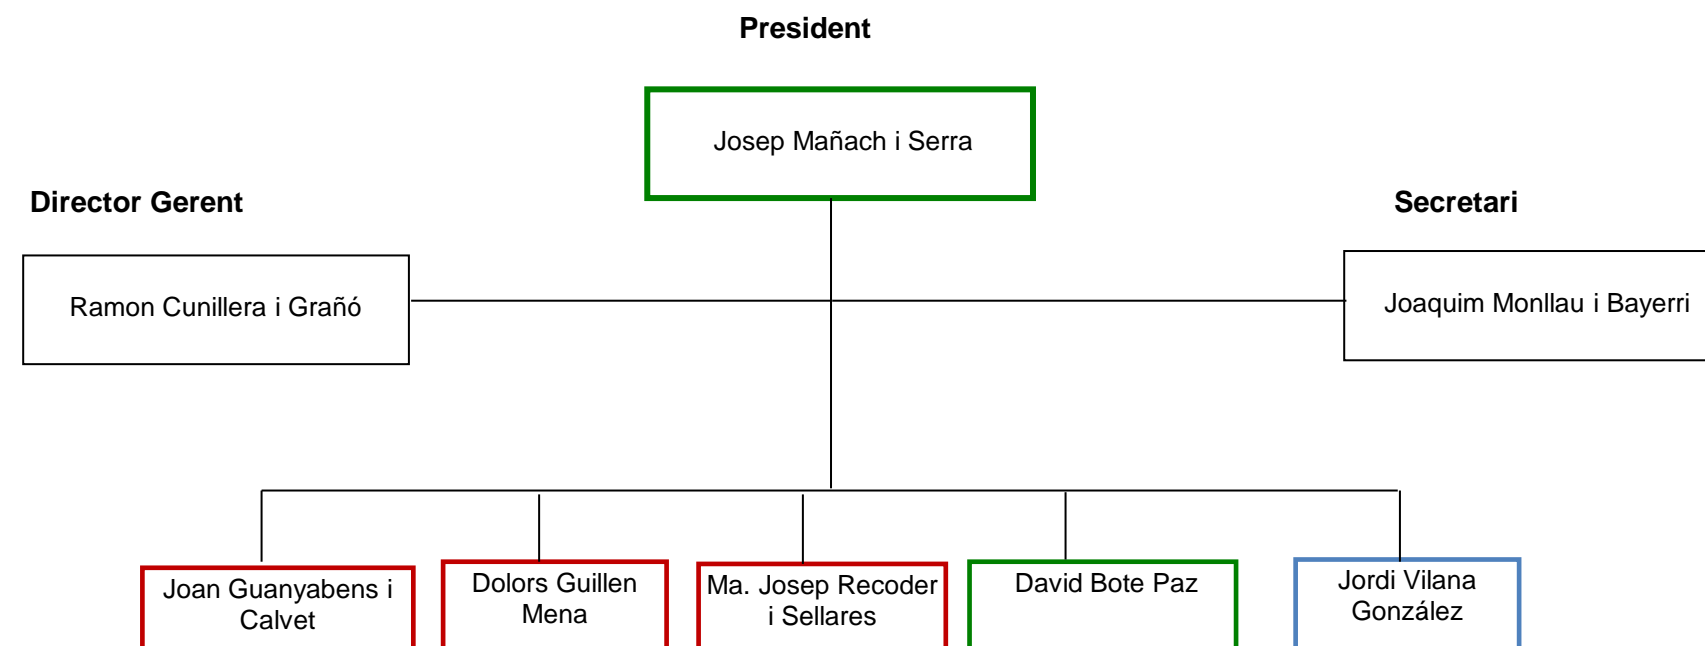 President
Josep Mañach i Serra
Director Gerent
Secretari
Ramon Cunillera i Grañó
Joaquim Monllau i Bayerri
Joan Guanyabens i
Calvet
Dolors Guillen
Mena
Ma. Josep Recoder
i Sellares
David Bote Paz
Jordi Vilana
González